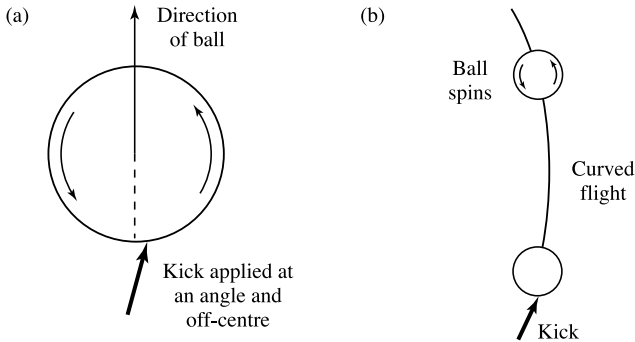 (a)
Direction
of ball
Kick applied at
an angle and
off-centre
(b)
Ball
spins
Curved
flight
Kick